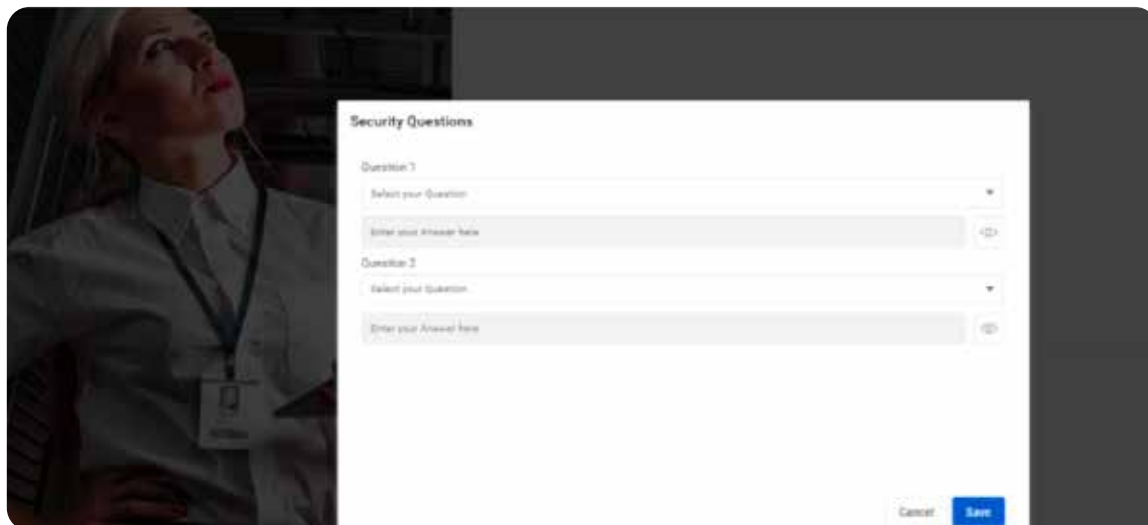 Security Questions
Question 1
Select your Question
Enter your Answer here
Question 2
Select your Question
Enter your Answer here
Cancel
Save